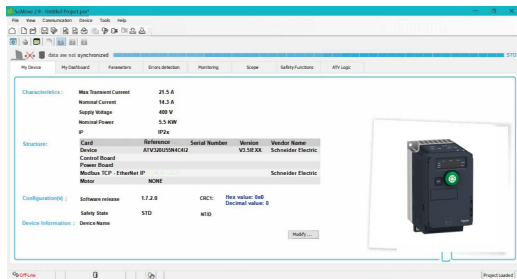 SoMove 2.9 - Untitled Project.psx*
File View Communication Device Tools Help
data are not synchronized
STO
My Device My Dashboard Parameters Errors detection Monitoring Scope Safety Functions ATV Logic
Characteristics : Max Transient Current 21.5 A
Nominal Current 14.3 A
Supply Voltage 400 V
Nominal Power 5.5 KW
IP IP2x
Structure: Card Reference Serial Number Version Vendor Name
Device ATV320U55N4C412 V3.5IEXX Schneider Electric
Control Board
Power Board
Modbus TCP - EtherNet IP Schneider Electric
Motor NONE
Configuration(s) : Software release 1.7.2.0 CRC1: Hex value: 0x0
Decimal value: 0
Safety State STD NTID
Device Information : Device Name
Modify ...
Off-Line
Project Loaded